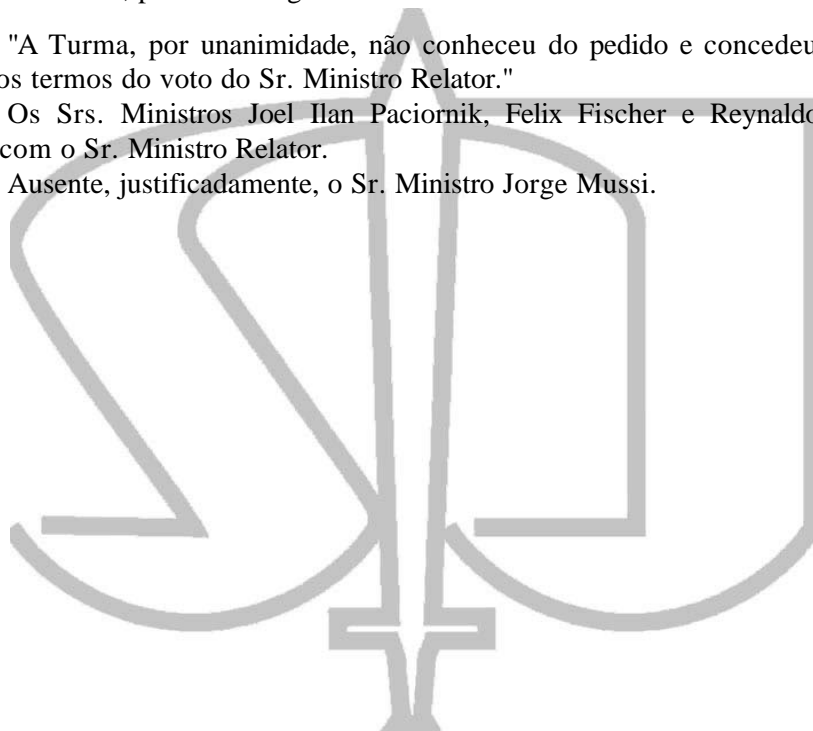 "A Turma, por unanimidade, não conheceu do pedido e concedeu
os termos do voto do Sr. Ministro Relator."
Os Srs. Ministros Joel Ilan Paciornik, Felix Fischer e Reynaldo
com o Sr. Ministro Relator.
Ausente, justificadamente, o Sr. Ministro Jorge Mussi.
STJ